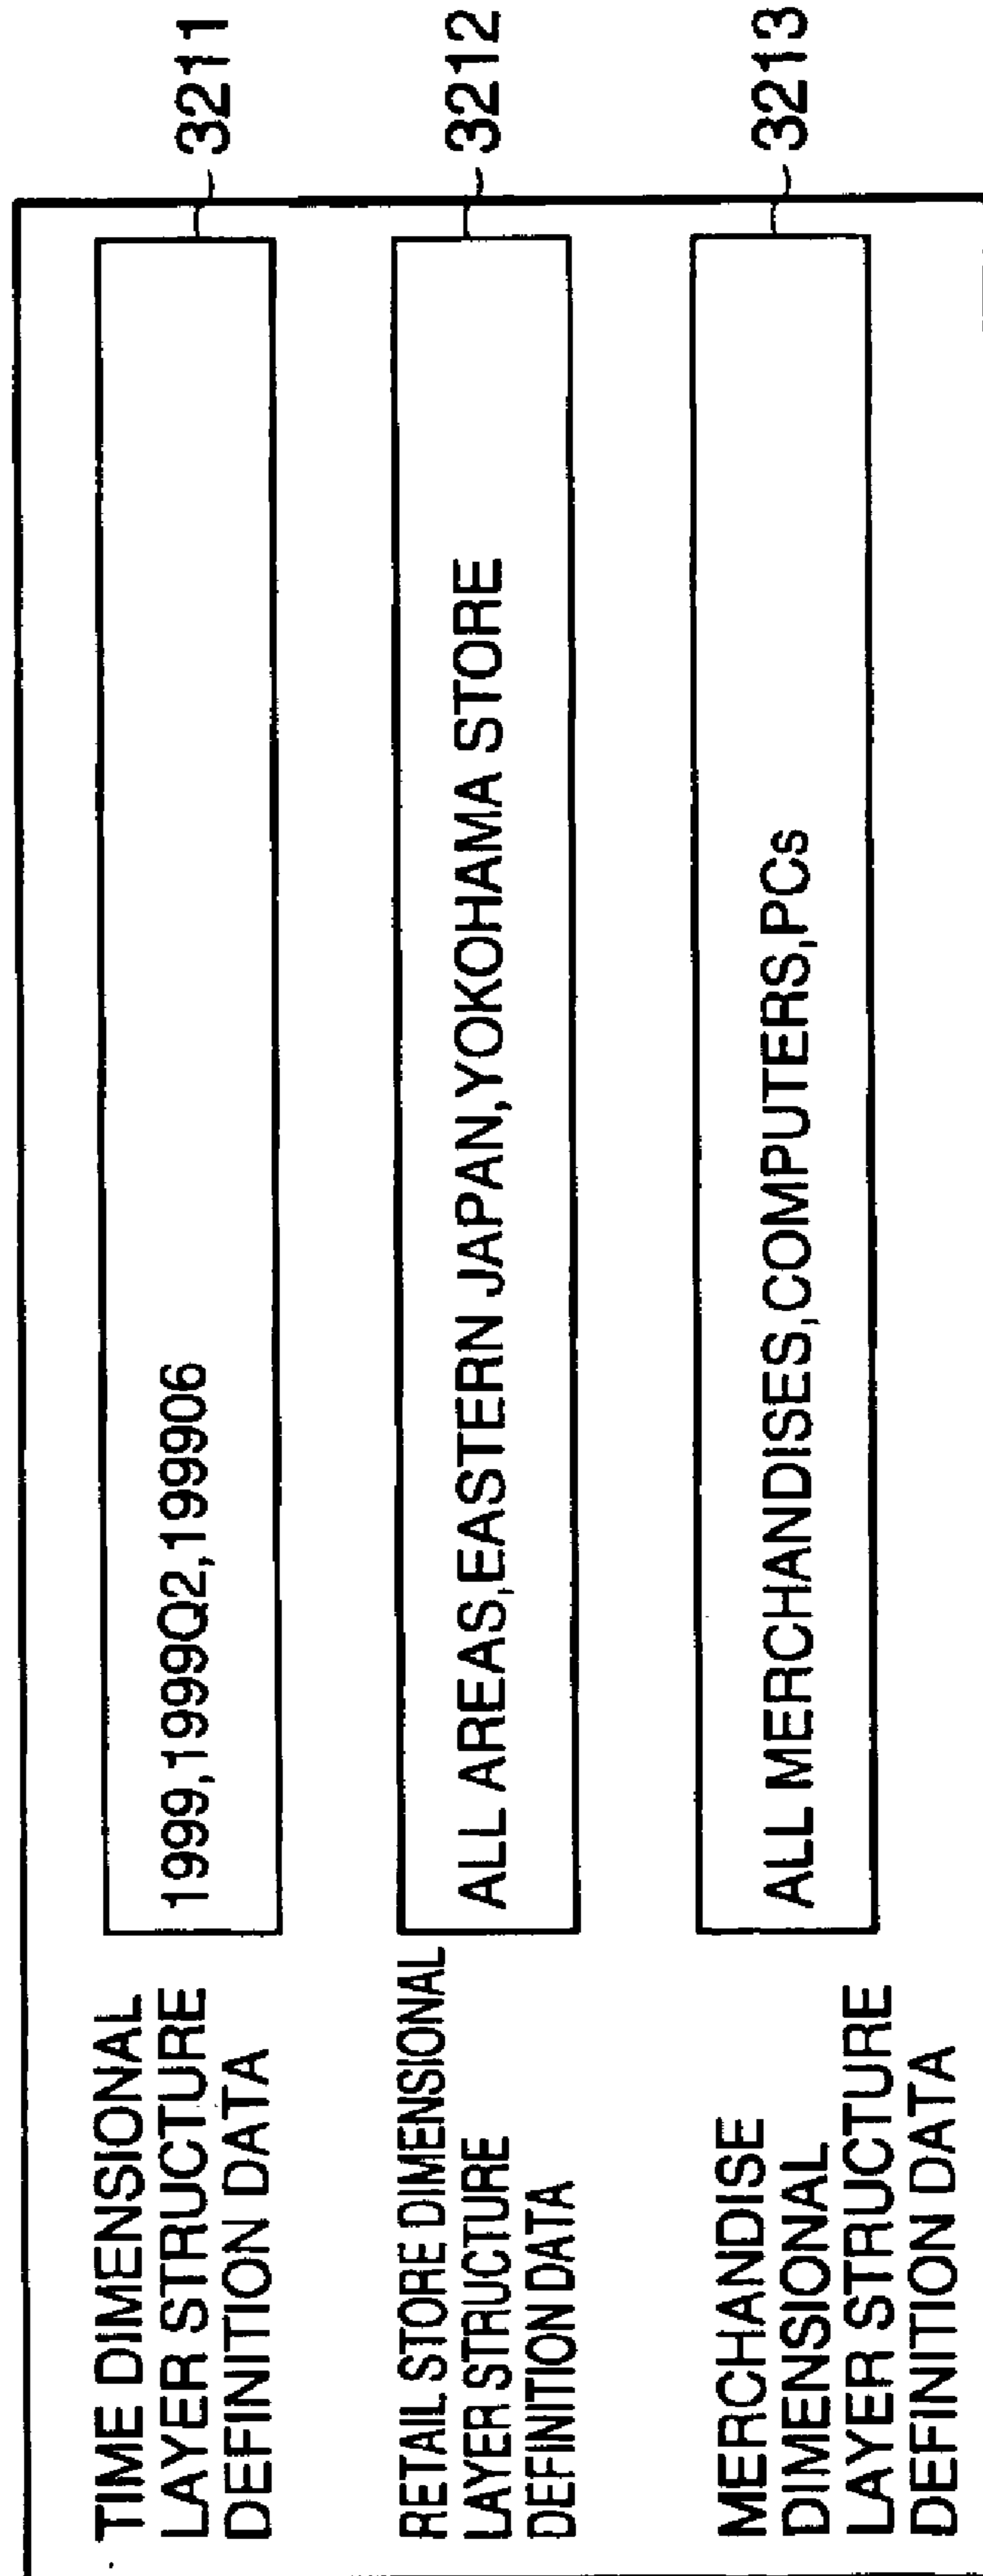 TIME DIMENSIONAL
LAYER STRUCTURE
DEFINITION DATA
1999,1999Q2,199906
3211
RETAIL STORE DIMENSIONAL
LAYER STRUCTURE
DEFINITION DATA
ALL AREAS,EASTERN JAPAN,YOKOHAMA STORE
3212
MERCHANDISE
DIMENSIONAL
LAYER STRUCTURE
DEFINITION DATA
ALL MERCHANDISES,COMPUTERS,PCs
3213